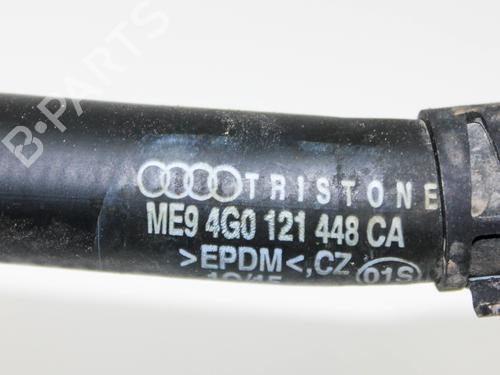 B-PARTS
TRISTONE
ME9 4G0 121 448 CA
>EPDM<,CZ 01S